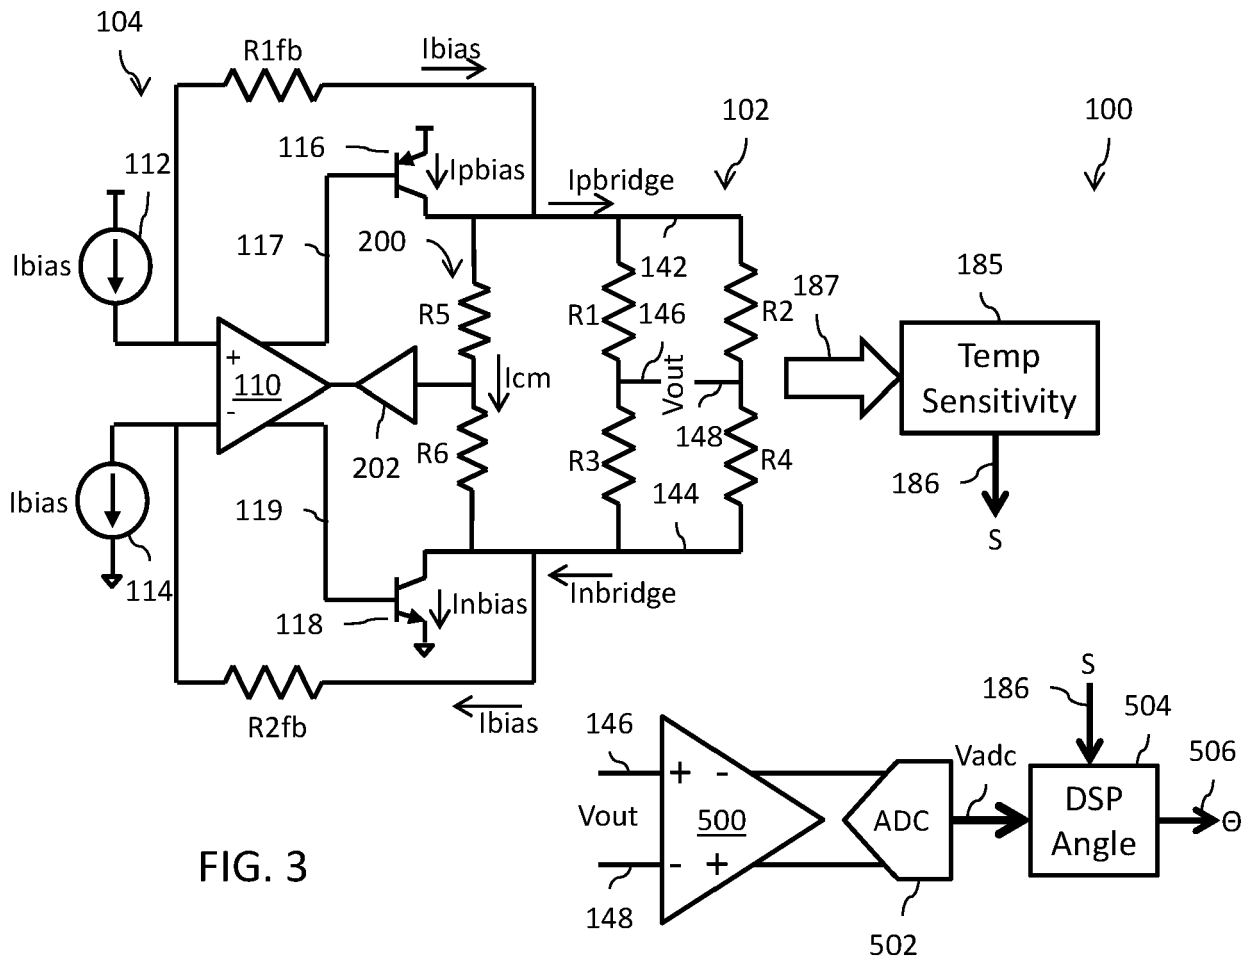 104
R1fb
Ibias
102
100
116
Ipbias
Ipbridge
112
117
200
142
187
185
Ibias
R5
R1
146
R2
+
110
-
Icm
Vout
Temp
Sensitivity
202
R6
148
R3
R4
186
Ibias
119
144
S
114
118
Inbias
Inbridge
R2fb
Ibias
S
186
504
146
Vadc
506
+ -
Vout
500
ADC
DSP
Angle
Θ
- +
148
502
FIG. 3